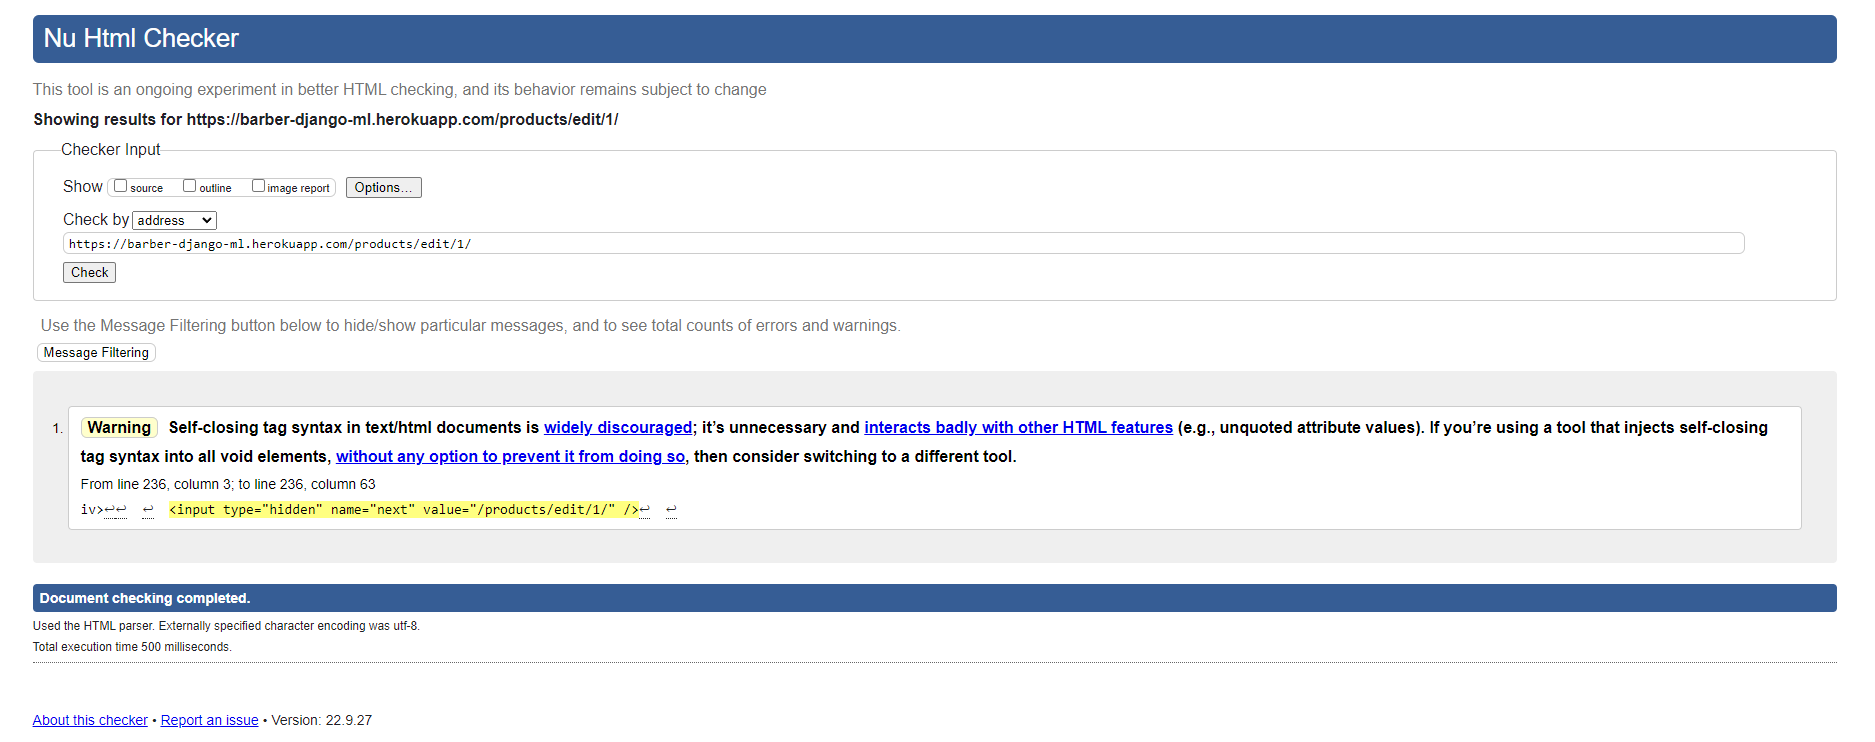 Nu Html Checker
This tool is an ongoing experiment in better HTML checking, and its behavior remains subject to change
Showing results for https://barber-django-ml.herokuapp.com/products/edit/1/
Checker Input
Show source outline image report Options...
Check by address
https://barber-django-ml.herokuapp.com/products/edit/1/
Check
Use the Message Filtering button below to hide/show particular messages, and to see total counts of errors and warnings.
Message Filtering
1. Warning Self-closing tag syntax in text/html documents is widely discouraged; it’s unnecessary and interacts badly with other HTML features (e.g., unquoted attribute values). If you’re using a tool that injects self-closing
tag syntax into all void elements, without any option to prevent it from doing so, then consider switching to a different tool.
From line 236, column 3; to line 236, column 63
iv>↩↩ ↩ <input type="hidden" name="next" value="/products/edit/1/" />↩ ↩
Document checking completed.
Used the HTML parser. Externally specified character encoding was utf-8.
Total execution time 500 milliseconds.
About this checker • Report an issue • Version: 22.9.27